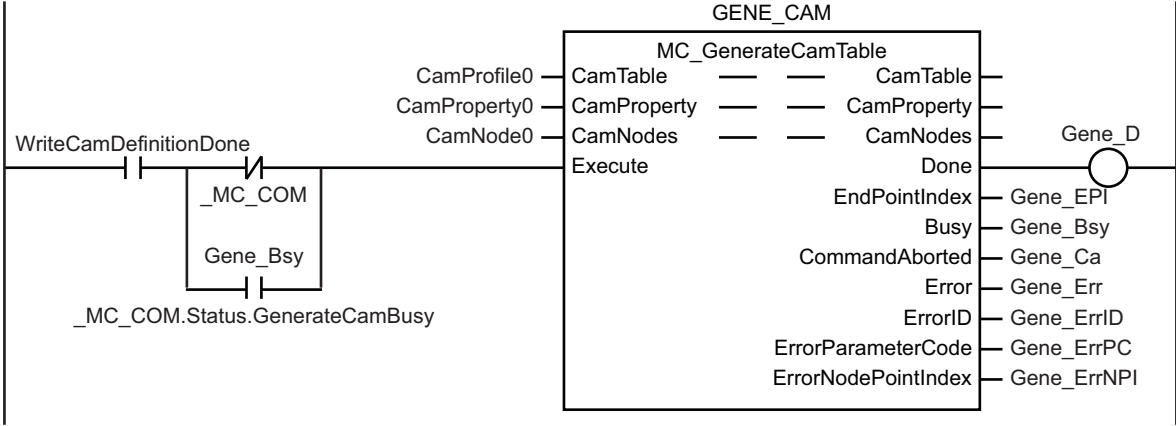 GENE_CAM
MC_GenerateCamTable
CamProfile0 CamTable CamTable
CamProperty0 CamProperty CamProperty
CamNode0 CamNodes CamNodes
WriteCamDefinitionDone Gene_D
Execute Done
_MC_COM
EndPointIndex Gene_EPI
Busy Gene_Bsy
Gene_Bsy
CommandAborted Gene_Ca
Error Gene_Err
_MC_COM.Status.GenerateCamBusy
ErrorID Gene_ErrID
ErrorParameterCode Gene_ErrPC
ErrorNodePointIndex Gene_ErrNPI